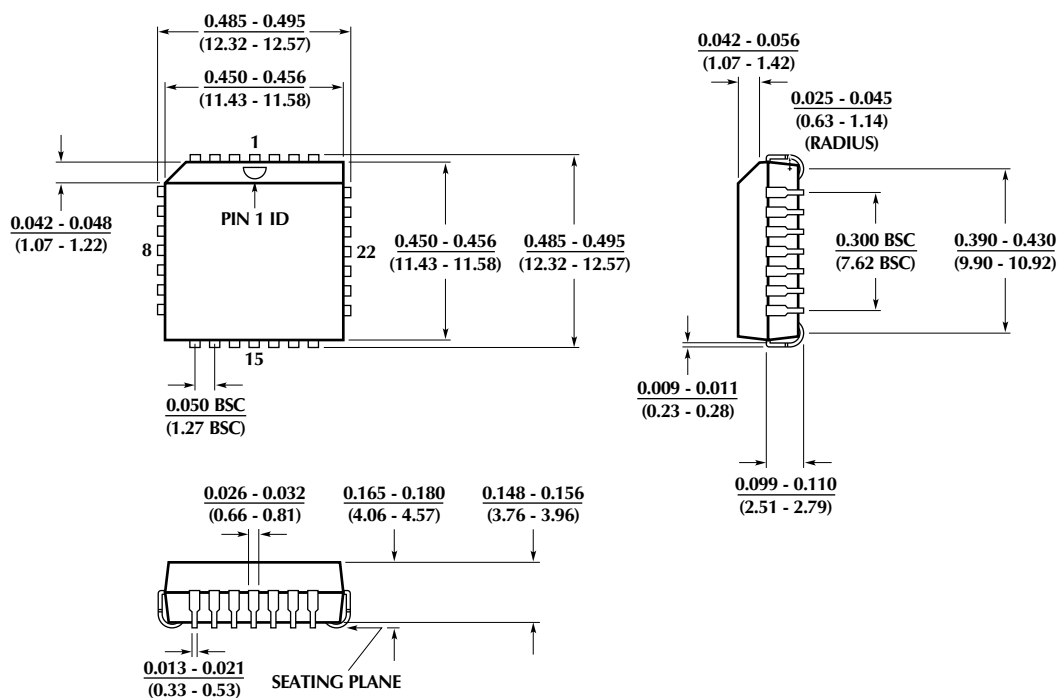 0.485 - 0.495
(12.32 - 12.57)
0.450 - 0.456
(11.43 - 11.58)
1
PIN 1 ID
0.042 - 0.048
(1.07 - 1.22)
8
22
0.450 - 0.456
(11.43 - 11.58)
0.485 - 0.495
(12.32 - 12.57)
15
0.050 BSC
(1.27 BSC)
0.042 - 0.056
(1.07 - 1.42)
0.025 - 0.045
(0.63 - 1.14)
(RADIUS)
0.300 BSC
(7.62 BSC)
0.390 - 0.430
(9.90 - 10.92)
0.009 - 0.011
(0.23 - 0.28)
0.099 - 0.110
(2.51 - 2.79)
0.026 - 0.032
(0.66 - 0.81)
0.165 - 0.180
(4.06 - 4.57)
0.148 - 0.156
(3.76 - 3.96)
0.013 - 0.021
(0.33 - 0.53)
SEATING PLANE